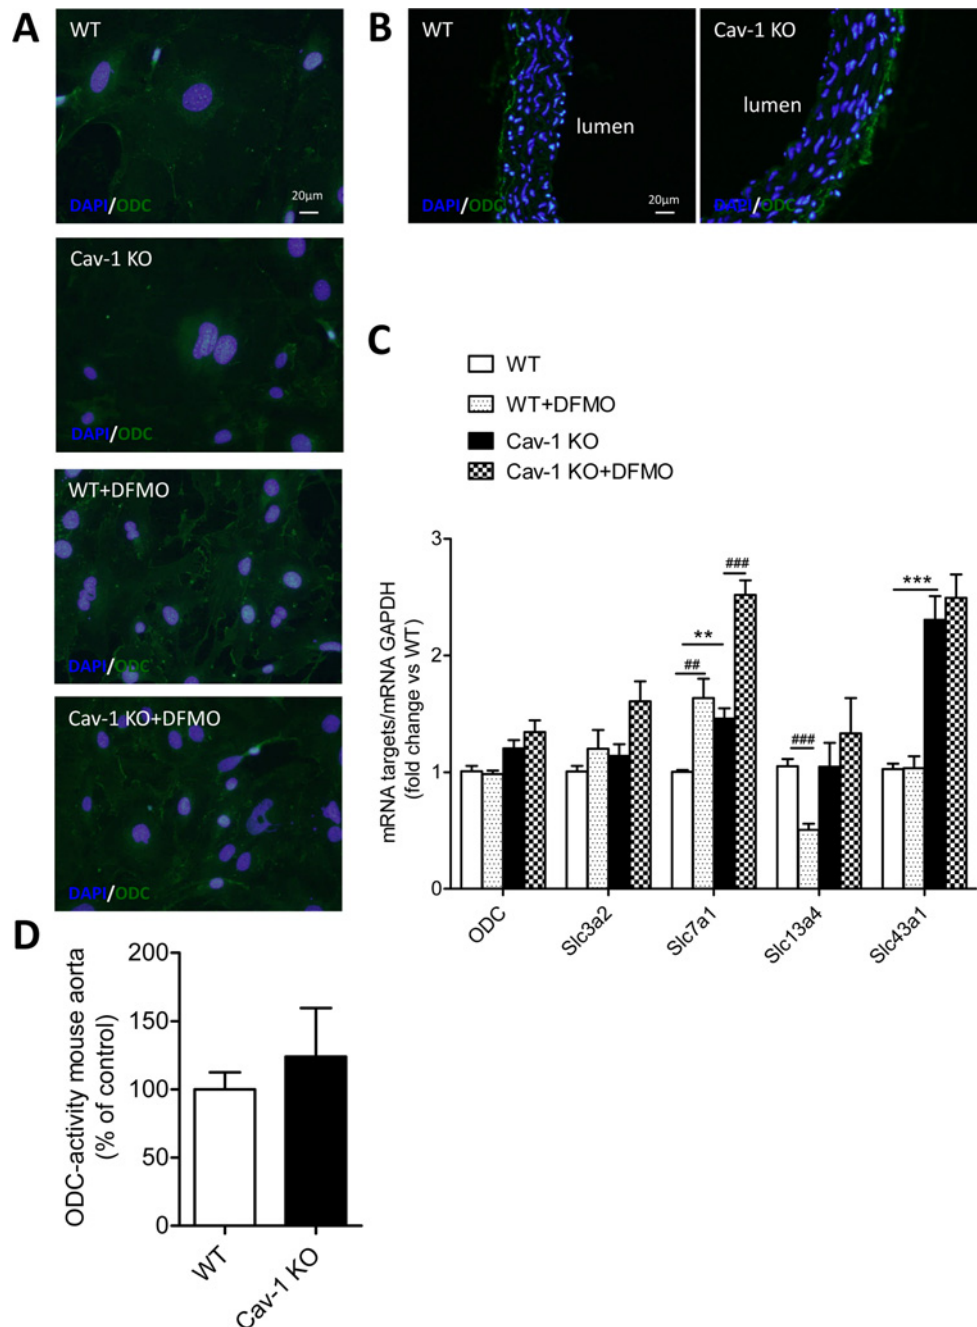 A
WT
20µm
DAPI/ODC
Cav-1 KO
DAPI/ODC
WT+DFMO
DAPI/ODC
Cav-1 KO+DFMO
DAPI/ODC
B
WT
lumen
DAPI/ODC
20µm
Cav-1 KO
lumen
DAPI/ODC
C
WT
WT+DFMO
Cav-1 KO
Cav-1 KO+DFMO
mRNA targets/mRNA GAPDH
(fold change vs WT)
3
2
1
0
##
**
###
###
***
ODC
Slc3a2
Slc7a1
Slc13a4
Slc43a1
D
ODC-activity mouse aorta
(% of control)
200
150
100
50
0
WT
Cav-1 KO